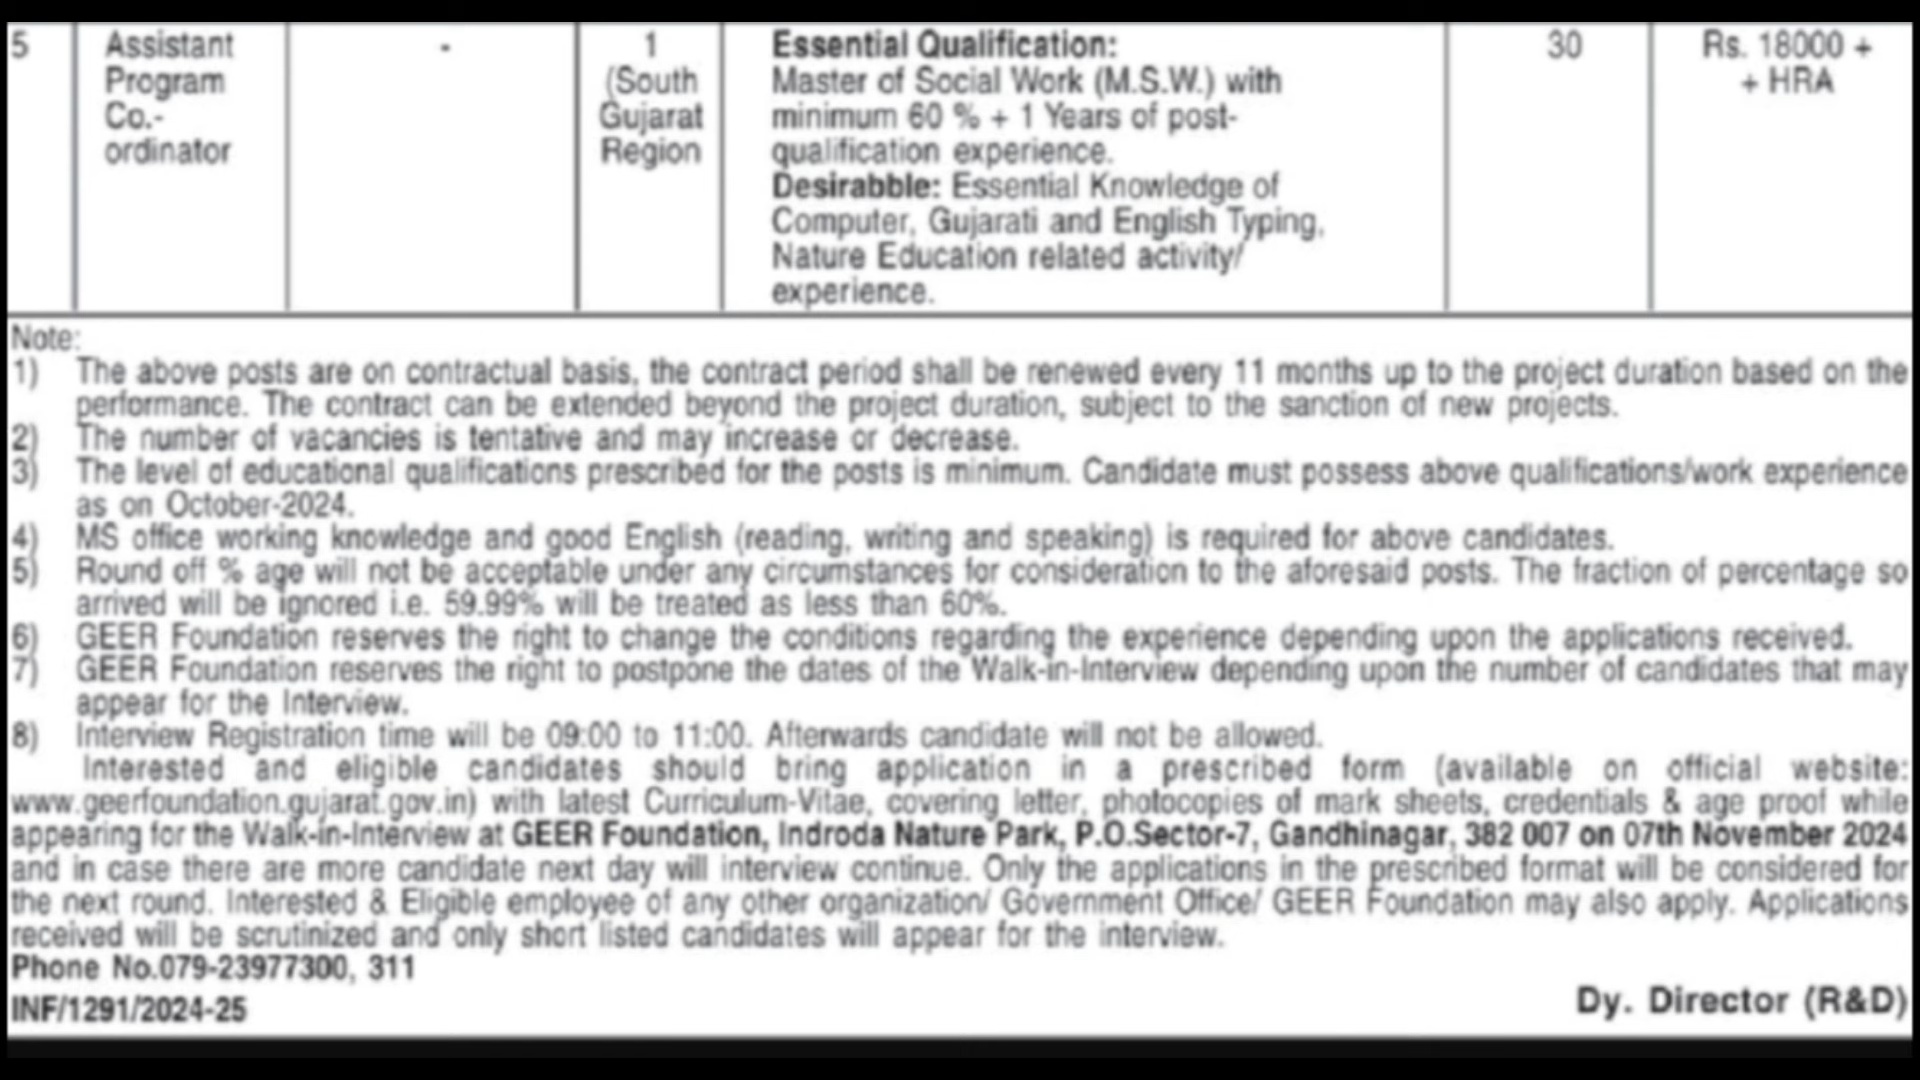 5 Assistant - 1 Essential Qualification: 30 Rs. 18000 +
Program (South Master of Social Work (M.S.W.) with + HRA
Co.- Gujarat minimum 60 % + 1 Years of post-
ordinator Region qualification experience.
Desirabble: Essential Knowledge of
Computer, Gujarati and English Typing,
Nature Education related activity/
experience.
Note:
1) The above posts are on contractual basis, the contract period shall be renewed every 11 months up to the project duration based on the
performance. The contract can be extended beyond the project duration, subject to the sanction of new projects.
2) The number of vacancies is tentative and may increase or decrease.
3) The level of educational qualifications prescribed for the posts is minimum. Candidate must possess above qualifications/work experience
as on October-2024.
4) MS office working knowledge and good English (reading, writing and speaking) is required for above candidates.
5) Round off % age will not be acceptable under any circumstances for consideration to the aforesaid posts. The fraction of percentage so
arrived will be ignored i.e. 59.99% will be treated as less than 60%.
6) GEER Foundation reserves the right to change the conditions regarding the experience depending upon the applications received.
7) GEER Foundation reserves the right to postpone the dates of the Walk-in-Interview depending upon the number of candidates that may
appear for the Interview.
8) Interview Registration time will be 09:00 to 11:00. Afterwards candidate will not be allowed.
Interested and eligible candidates should bring application in a prescribed form (available on official website:
www.geerfoundation.gujarat.gov.in) with latest Curriculum-Vitae, covering letter, photocopies of mark sheets, credentials & age proof while
appearing for the Walk-in-Interview at GEER Foundation, Indroda Nature Park, P.O.Sector-7, Gandhinagar, 382 007 on 07th November 2024
and in case there are more candidate next day will interview continue. Only the applications in the prescribed format will be considered for
the next round. Interested & Eligible employee of any other organization/ Government Office/ GEER Foundation may also apply. Applications
received will be scrutinized and only short listed candidates will appear for the interview.
Phone No.079-23977300, 311
INF/1291/2024-25 Dy. Director (R&D)